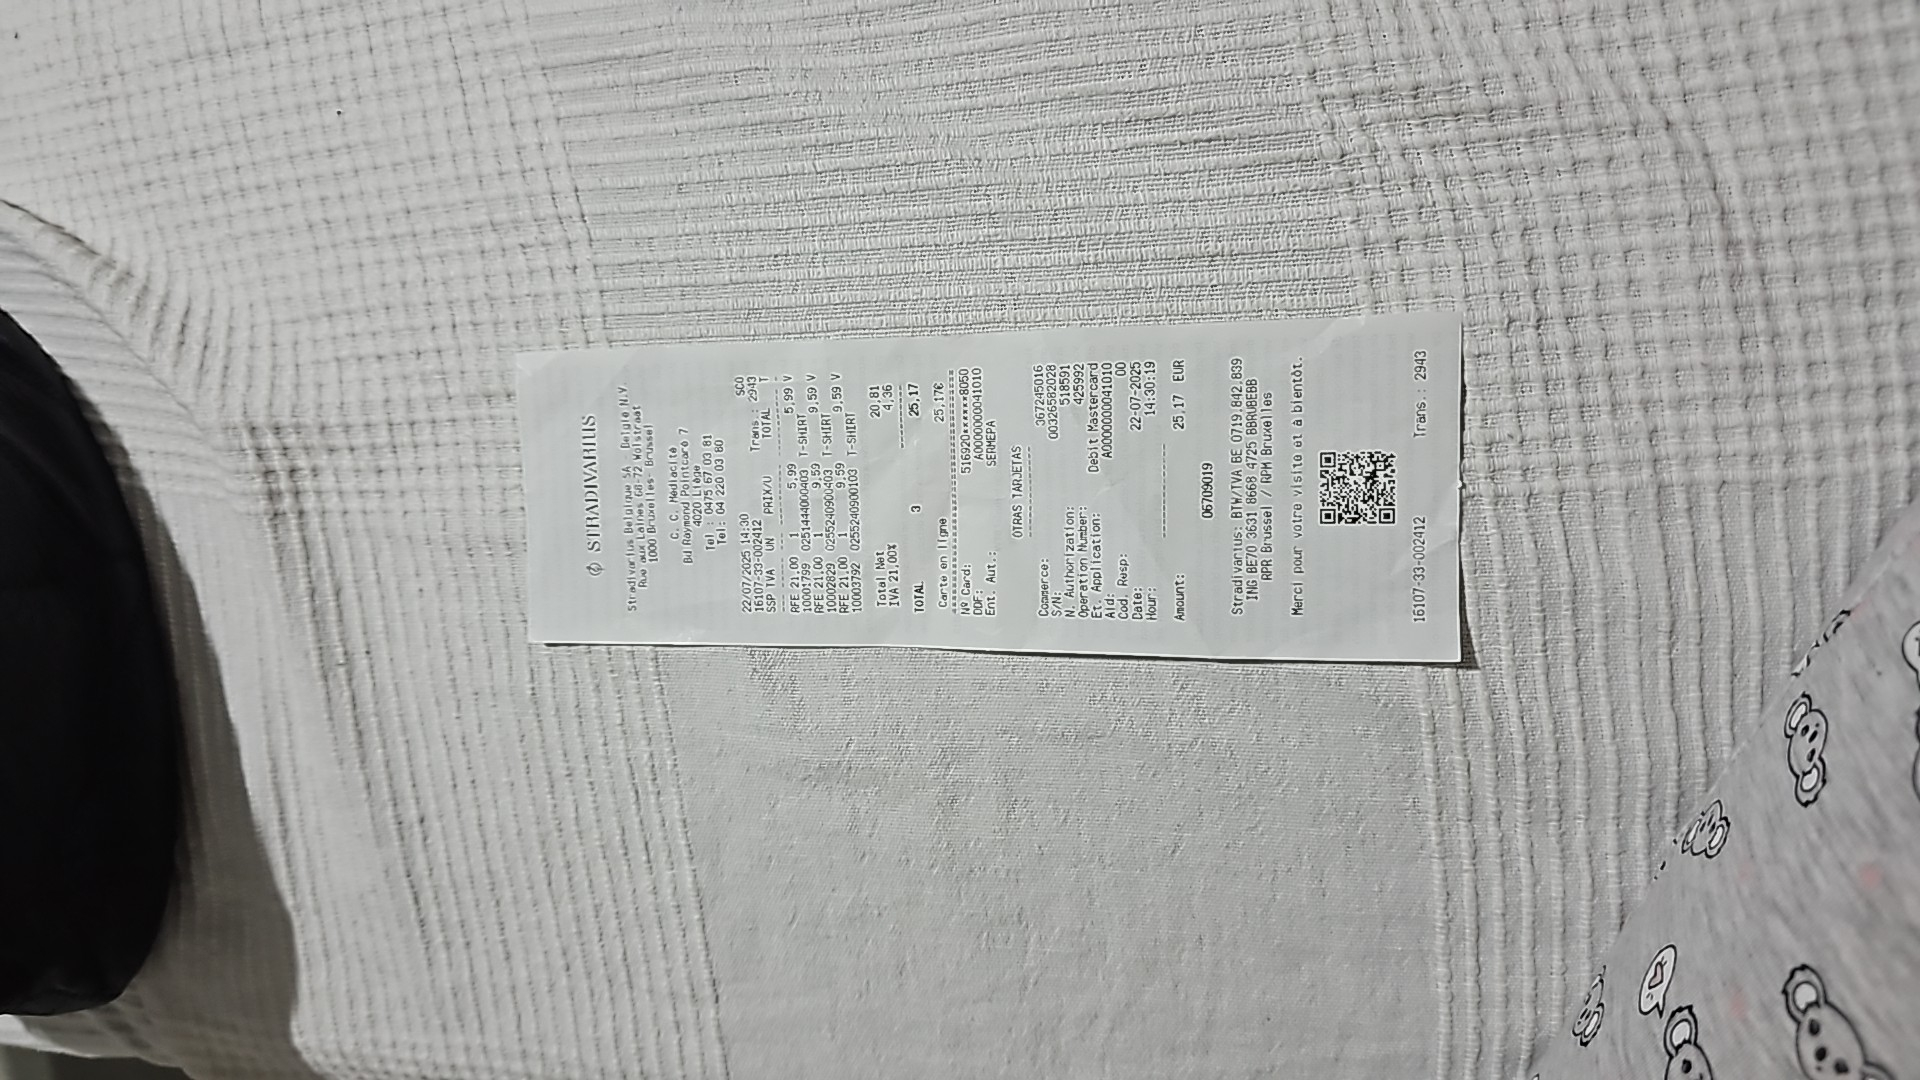 STRADIVARIUS
Stradivarius Belgique SA - Belgie N.V.
Rue aux Laines 68-72 Wolstraat
1000 Bruxelles- Brussel
C. C. Médiacité
Bd Raymond Poincaré 7
4020 Liège
Tel : 0475 67 03 81
Tel: 04 220 03 80
22/07/2025 14:30 SCO
16107-33-002412 Trans.: 2943
SSP TVA UN PRIX/U TOTAL T
RFE 21,00 1 5,99 5,99 V
10001799 0251444000403 T-SHIRT
RFE 21,00 1 9,59 9,59 V
10002829 0255240900403 T-SHIRT
RFE 21,00 1 9,59 9,59 V
10003792 0255240900103 T-SHIRT
Total Net 20,81
IVA 21,00% 4,36
TOTAL 3 25,17
Carte en ligne 25,17€
Nº Card: 516920******8050
DDF: A0000000041010
Ent. Aut.: SERMEPA
OTRAS TARJETAS
Commerce: 367245016
S/N: 00326582028
N. Authorization: 518591
Operation Number: 425992
Et. Application: Debit Mastercard
Aid: A0000000041010
Cod. Resp: 00
Date: 22-07-2025
Hour: 14:30:19
Amount: 25,17 EUR
06709019
Stradivarius: BTW/TVA BE 0719.842.839
ING BE70 3631 8668 4725 BBRUBEBB
RPR Brussel / RPM Bruxelles
Merci pour votre visite et à bientôt.
16107-33-002412 Trans.: 2943